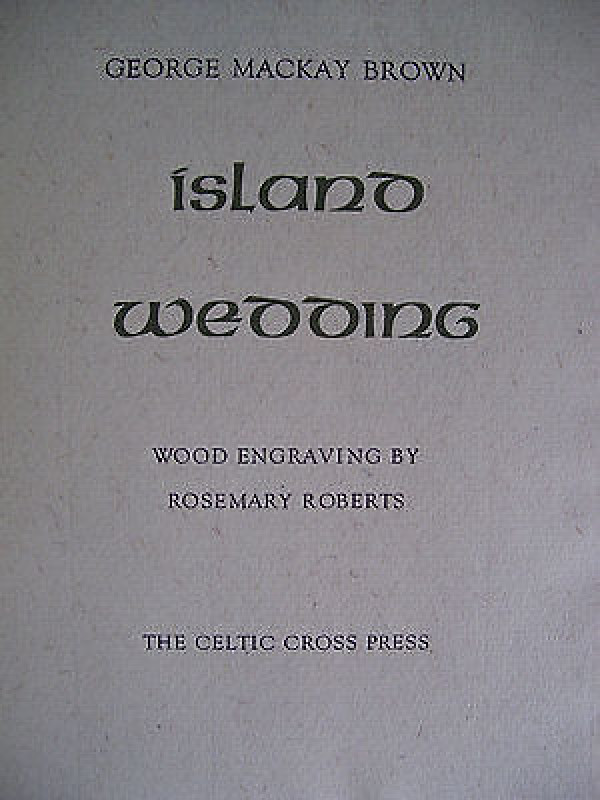 GEORGE MACKAY BROWN
island
wedding
WOOD ENGRAVING BY
ROSEMARY ROBERTS
THE CELTIC CROSS PRESS